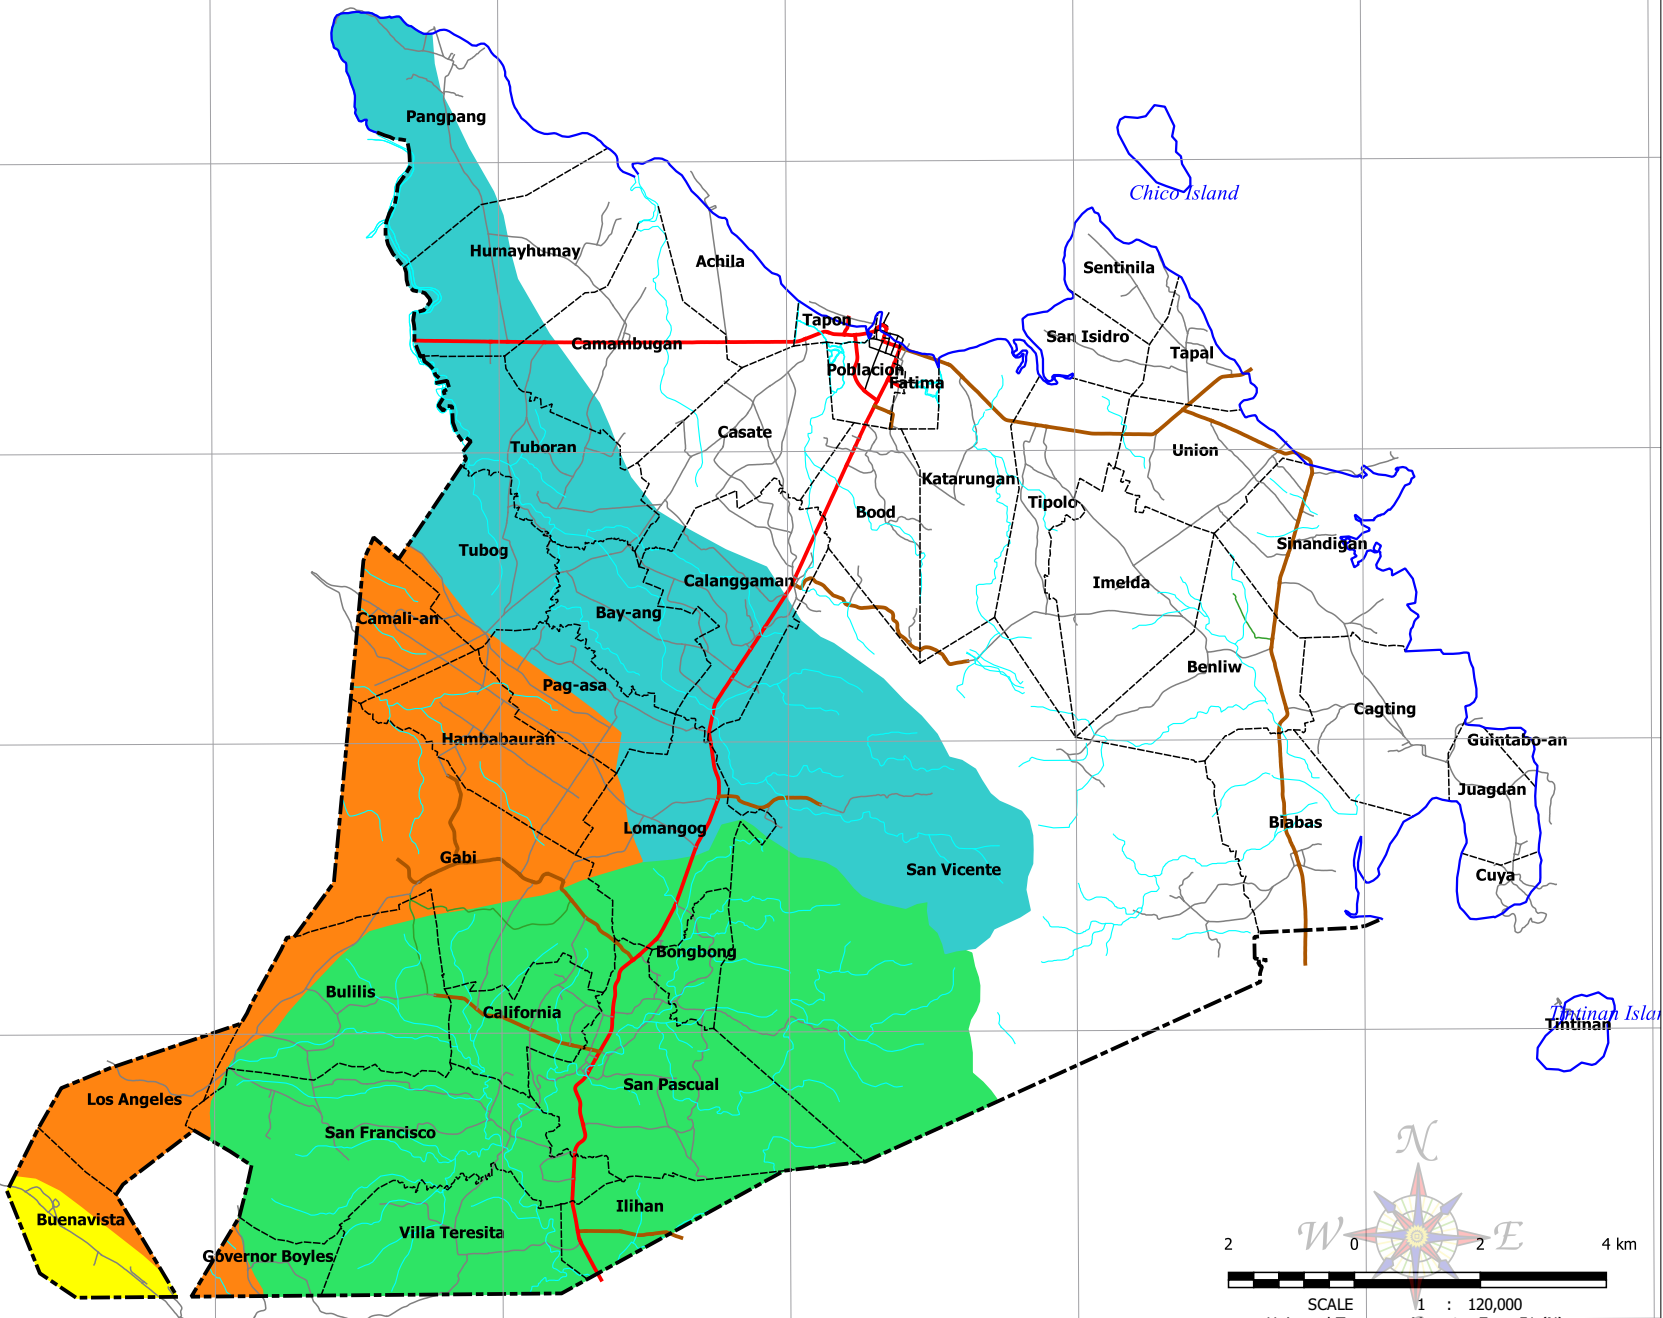 Pangpang
Chico Island
Humayhumay
Achila
Sentinila
Tapon
San Isidro
Camambugan
Tapal
Poblacion
Fatima
Casate
Tuboran
Union
Katarungan
Tipolo
Bood
Sinandigan
Tubog
Calanggaman
Imelda
Bay-ang
Camali-an
Benliw
Pag-asa
Cagting
Hambabauran
Guintabo-an
Juagdan
Lomangog
Biabas
Gabi
San Vicente
Cuya
Bongbong
Bulilis
California
Tintinan Islan
Tintinan
San Pascual
Los Angeles
San Francisco
N
Ilihan
Buenavista
Villa Teresita
W
E
Governor Boyles
2 0 2 4 km
SCALE 1 : 120,000